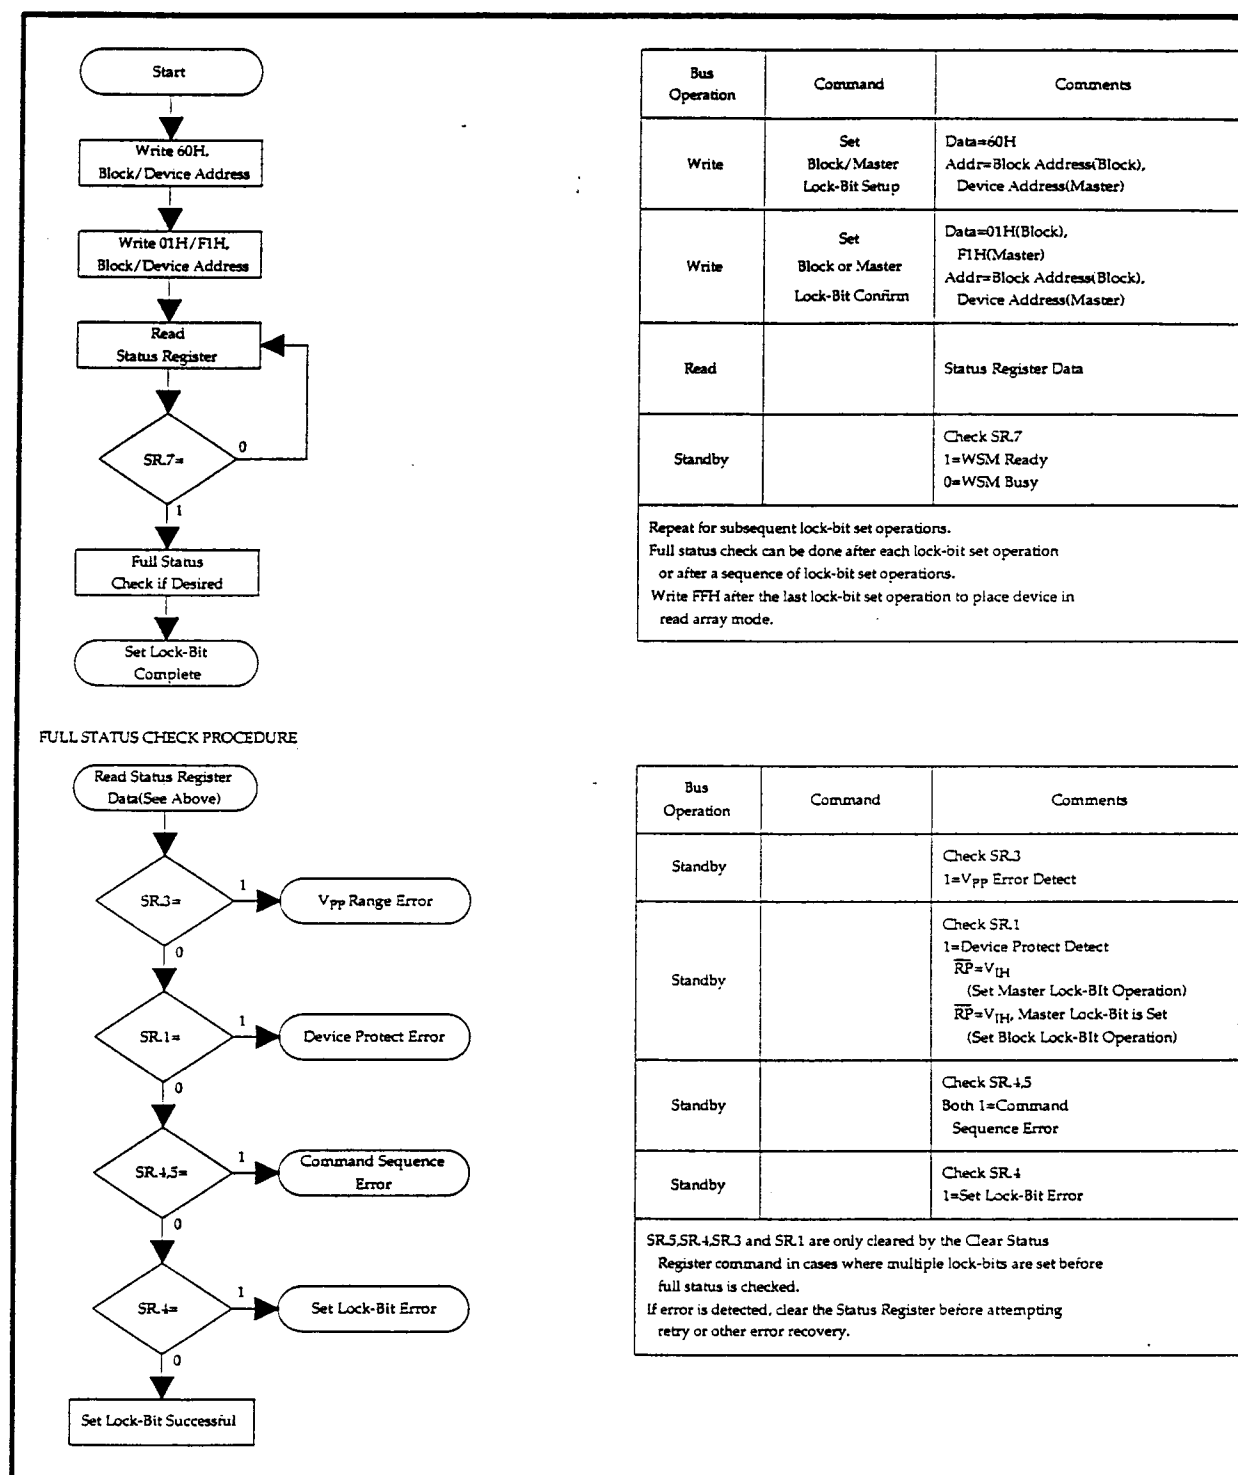 Start
Write 60H,
Block/Device Address
Write 01H/F1H,
Block/Device Address
Read
Status Register
SR.7=
0
1
Full Status
Check if Desired
Set Lock-Bit
Complete
Bus
Operation
Command
Comments
Write
Set
Block/Master
Lock-Bit Setup
Data=60H
Addr=Block Address(Block),
Device Address(Master)
Write
Set
Block or Master
Lock-Bit Confirm
Data=01H(Block),
F1H(Master)
Addr=Block Address(Block),
Device Address(Master)
Read
Status Register Data
Standby
Check SR.7
1=WSM Ready
0=WSM Busy
Repeat for subsequent lock-bit set operations.
Full status check can be done after each lock-bit set operation
or after a sequence of lock-bit set operations.
Write FFH after the last lock-bit set operation to place device in
read array mode.
FULL STATUS CHECK PROCEDURE
Read Status Register
Data(See Above)
SR.3=
1
VPP Range Error
0
SR.1=
1
Device Protect Error
0
SR.4,5=
1
Command Sequence
Error
0
SR.4=
1
Set Lock-Bit Error
0
Set Lock-Bit Successful
Bus
Operation
Command
Comments
Standby
Check SR.3
1=VPP Error Detect
Standby
Check SR.1
1=Device Protect Detect
R̅P̅=VIH
(Set Master Lock-BIt Operation)
R̅P̅=VIH, Master Lock-Bit is Set
(Set Block Lock-BIt Operation)
Standby
Check SR.4,5
Both 1=Command
Sequence Error
Standby
Check SR.4
1=Set Lock-Bit Error
SR.5,SR.4,SR.3 and SR.1 are only cleared by the Clear Status
Register command in cases where multiple lock-bits are set before
full status is checked.
If error is detected, clear the Status Register before attempting
retry or other error recovery.